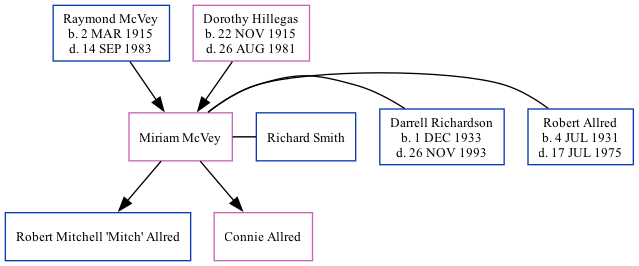 Raymond McVey
b. 2 MAR 1915
d. 14 SEP 1983
Dorothy Hillegas
b. 22 NOV 1915
d. 26 AUG 1981
Miriam McVey
Richard Smith
Darrell Richardson
b. 1 DEC 1933
d. 26 NOV 1993
Robert Allred
b. 4 JUL 1931
d. 17 JUL 1975
Robert Mitchell 'Mitch' Allred
Connie Allred